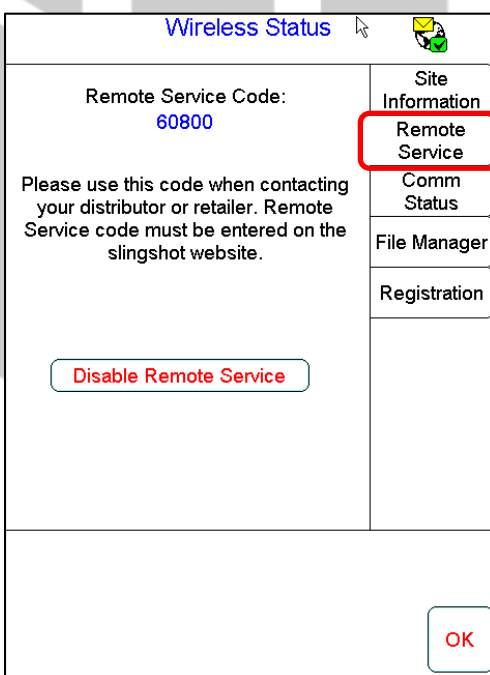 Wireless Status
Remote Service Code:
60800
Please use this code when contacting
your distributor or retailer. Remote
Service code must be entered on the
slingshot website.
Disable Remote Service
Site
Information
Remote
Service
Comm
Status
File Manager
Registration
OK